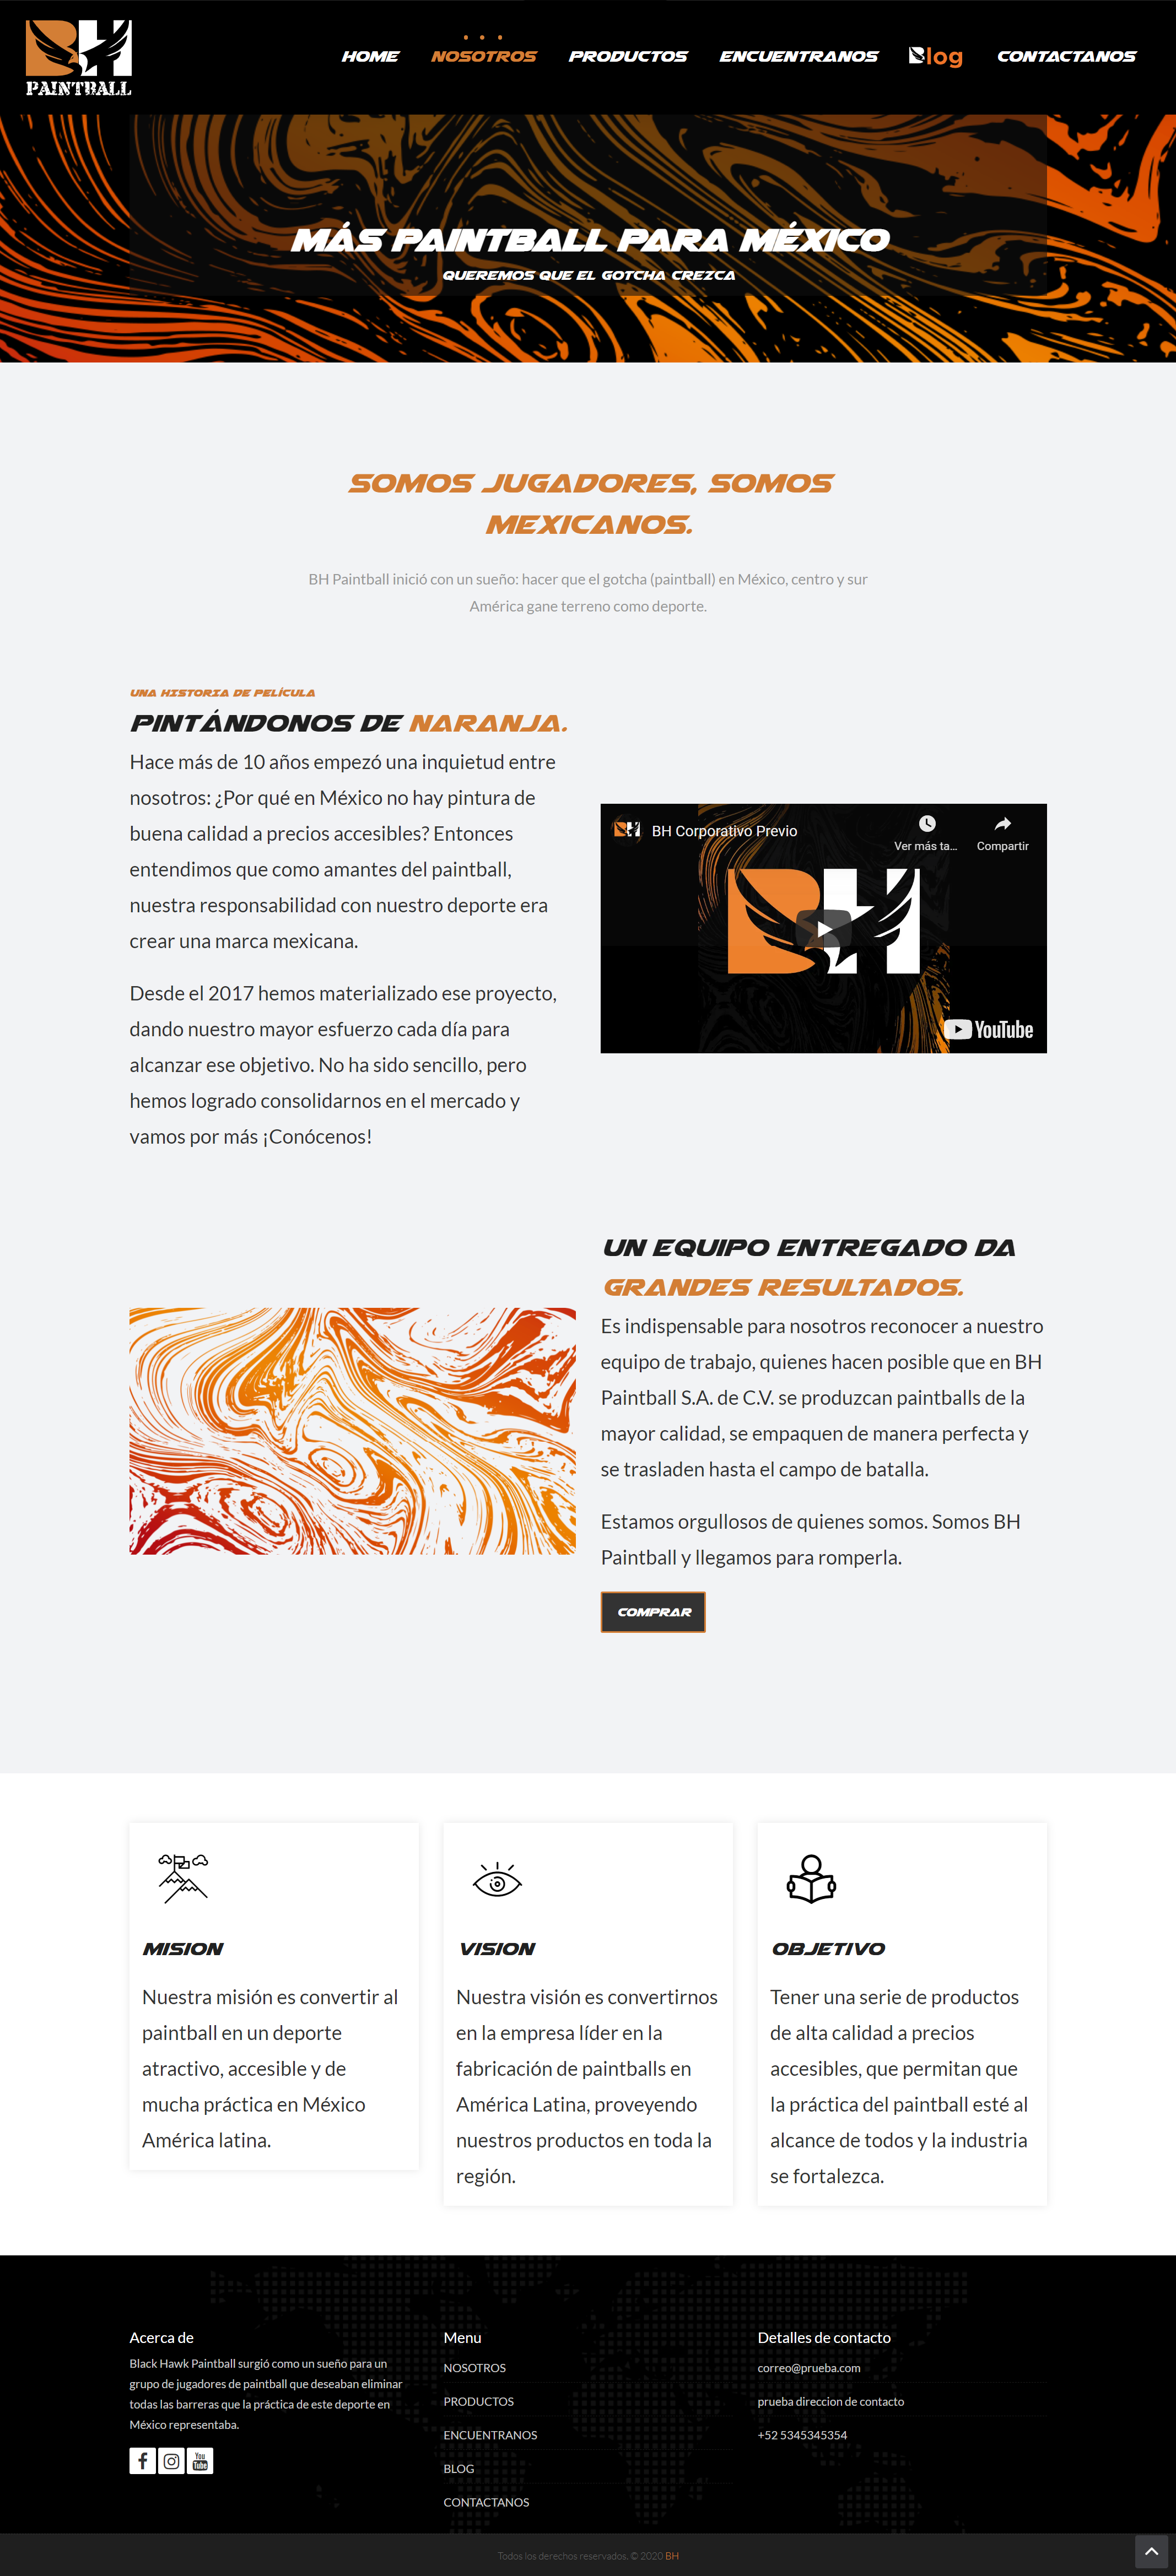 BH
PAINTBALL
HOME
NOSOTROS
PRODUCTOS
ENCUENTRANOS
Blog
CONTACTANOS
MÁS PAINTBALL PARA MÉXICO
QUEREMOS QUE EL GOTCHA CREZCA
SOMOS JUGADORES, SOMOS
MEXICANOS.
BH Paintball inició con un sueño: hacer que el gotcha (paintball) en México, centro y sur
América gane terreno como deporte.
UNA HISTORIA DE PELÍCULA
PINTÁNDONOS DE NARANJA.
Hace más de 10 años empezó una inquietud entre
nosotros: ¿Por qué en México no hay pintura de
buena calidad a precios accesibles? Entonces
entendimos que como amantes del paintball,
nuestra responsabilidad con nuestro deporte era
crear una marca mexicana.
Desde el 2017 hemos materializado ese proyecto,
dando nuestro mayor esfuerzo cada día para
alcanzar ese objetivo. No ha sido sencillo, pero
hemos logrado consolidarnos en el mercado y
vamos por más ¡Conócenos!
BH
BH Corporativo Previo
Ver más ta...
Compartir
BH
YouTube
UN EQUIPO ENTREGADO DA
GRANDES RESULTADOS.
Es indispensable para nosotros reconocer a nuestro
equipo de trabajo, quienes hacen posible que en BH
Paintball S.A. de C.V. se produzcan paintballs de la
mayor calidad, se empaquen de manera perfecta y
se trasladen hasta el campo de batalla.
Estamos orgullosos de quienes somos. Somos BH
Paintball y llegamos para romperla.
COMPRAR
MISION
Nuestra misión es convertir al
paintball en un deporte
atractivo, accesible y de
mucha práctica en México
América latina.
VISION
Nuestra visión es convertirnos
en la empresa líder en la
fabricación de paintballs en
América Latina, proveyendo
nuestros productos en toda la
región.
OBJETIVO
Tener una serie de productos
de alta calidad a precios
accesibles, que permitan que
la práctica del paintball esté al
alcance de todos y la industria
se fortalezca.
Acerca de
Black Hawk Paintball surgió como un sueño para un
grupo de jugadores de paintball que deseaban eliminar
todas las barreras que la práctica de este deporte en
México representaba.
You
Tube
Menu
NOSOTROS
PRODUCTOS
ENCUENTRANOS
BLOG
CONTACTANOS
Detalles de contacto
correo@prueba.com
prueba direccion de contacto
+52 5345345354
Todos los derechos reservados. © 2020 BH